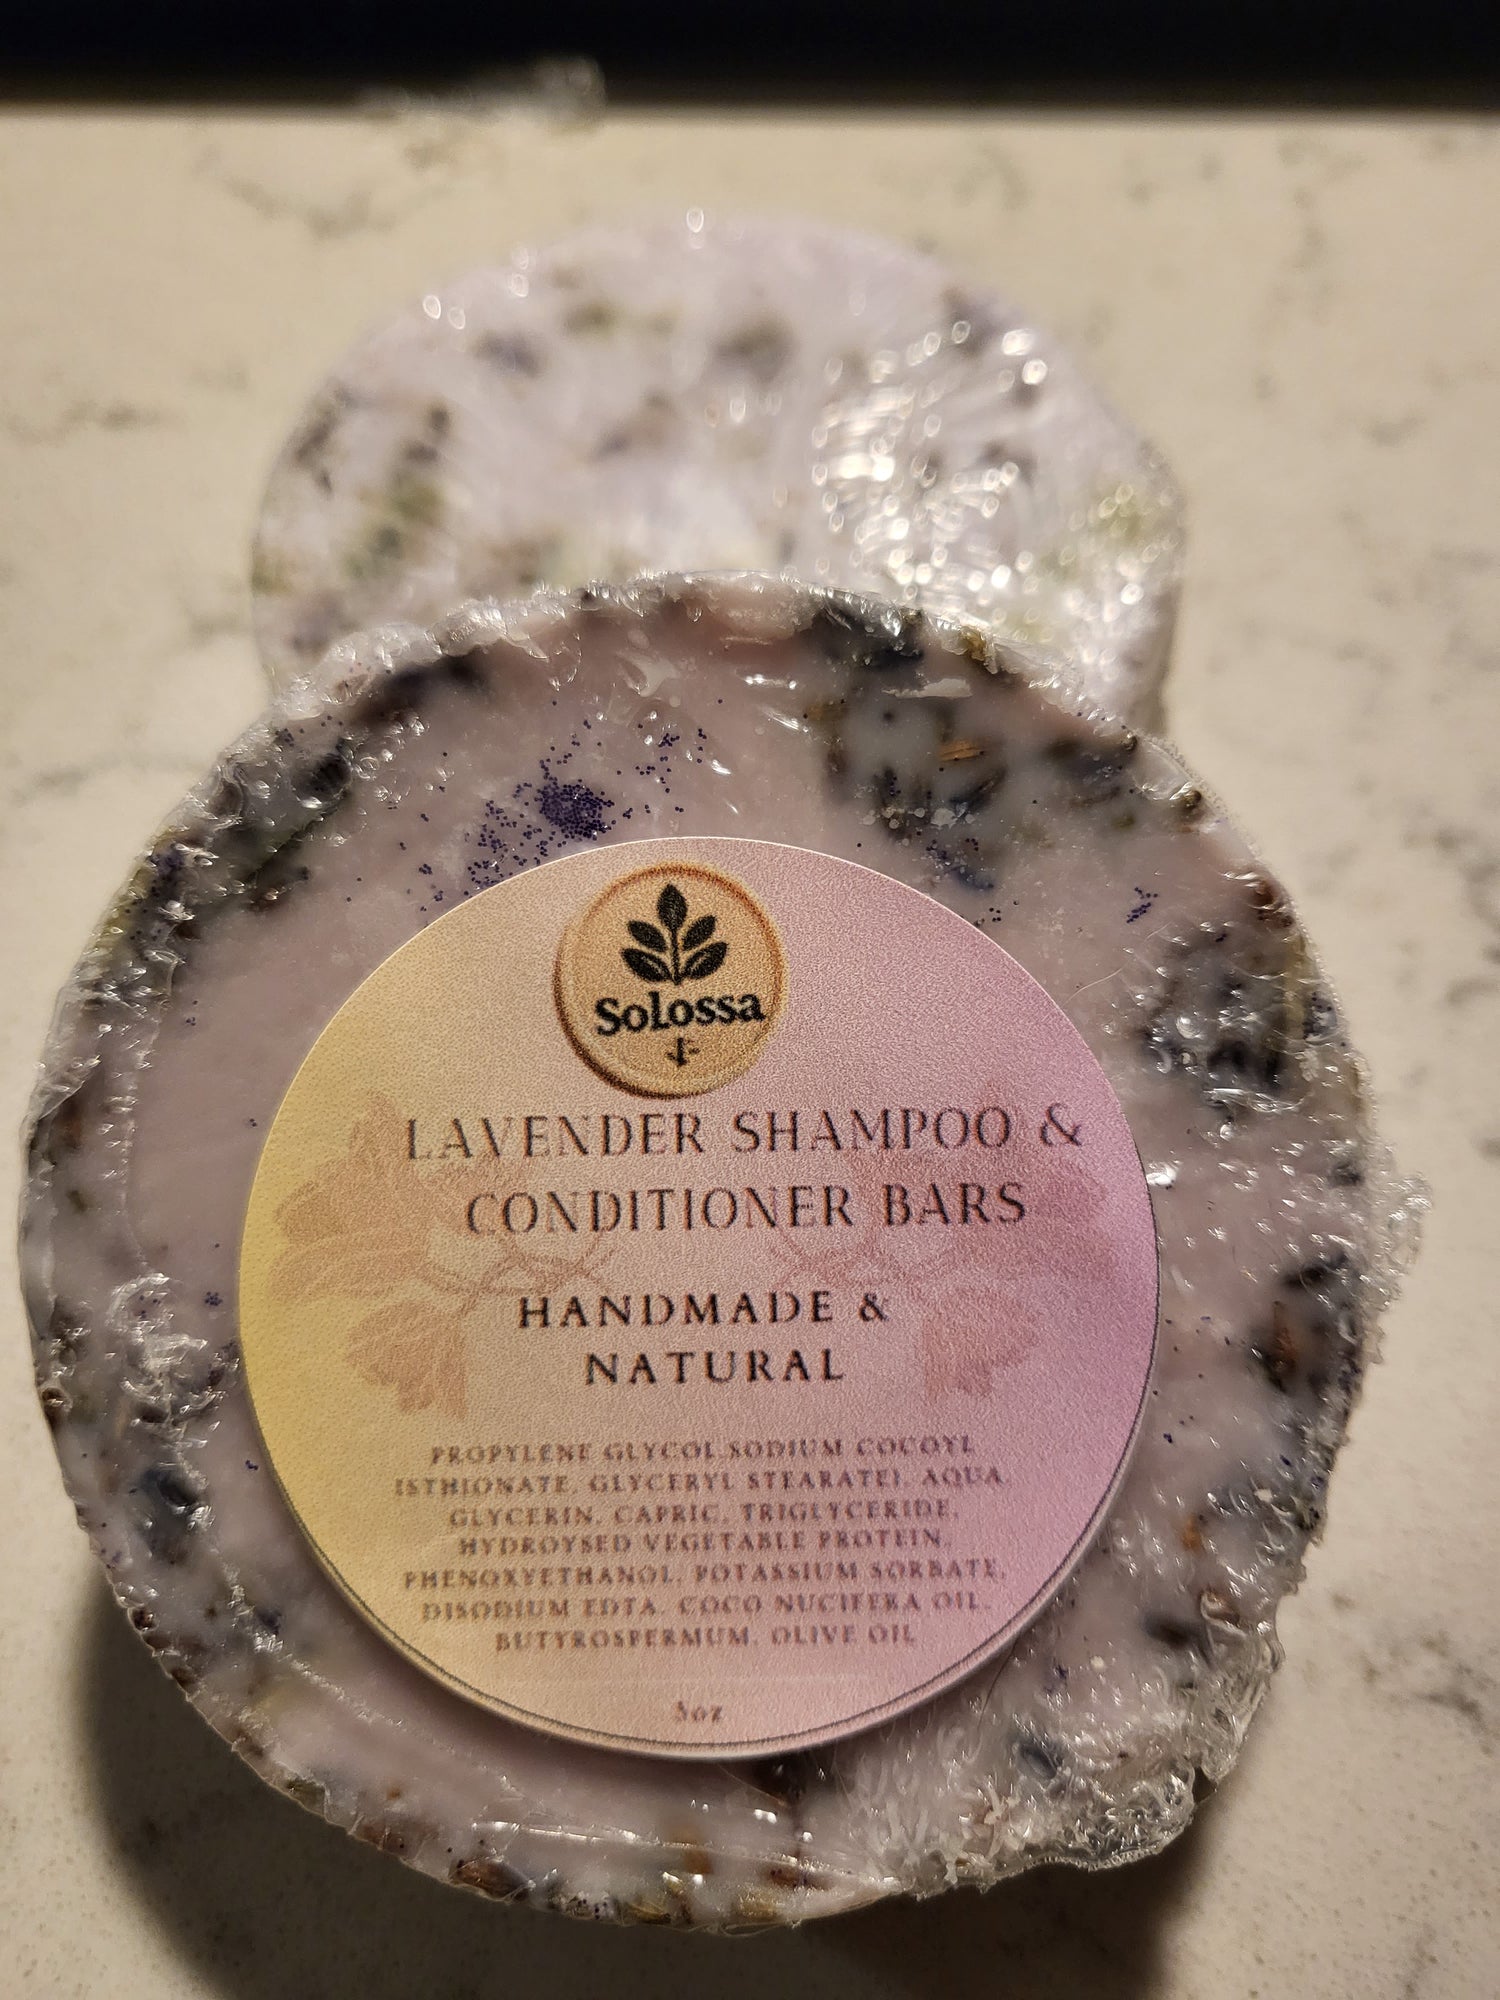 Solossa
LAVENDER SHAMPOO &
CONDITIONER BARS
HANDMADE &
NATURAL
PROPYLENE GLYCOL.SODIUM COCOYL
ISTHIONATE, GLYCERYL STEARATE), AQUA,
GLYCERIN, CAPRIC, TRIGLYCERIDE,
HYDROYSED VEGETABLE PROTEIN,
PHENOXYETHANOL, POTASSIUM SORBATE,
DISODIUM EDTA, COCO NUCIFERA OIL,
BUTYROSPERMUM, OLIVE OIL
5oz